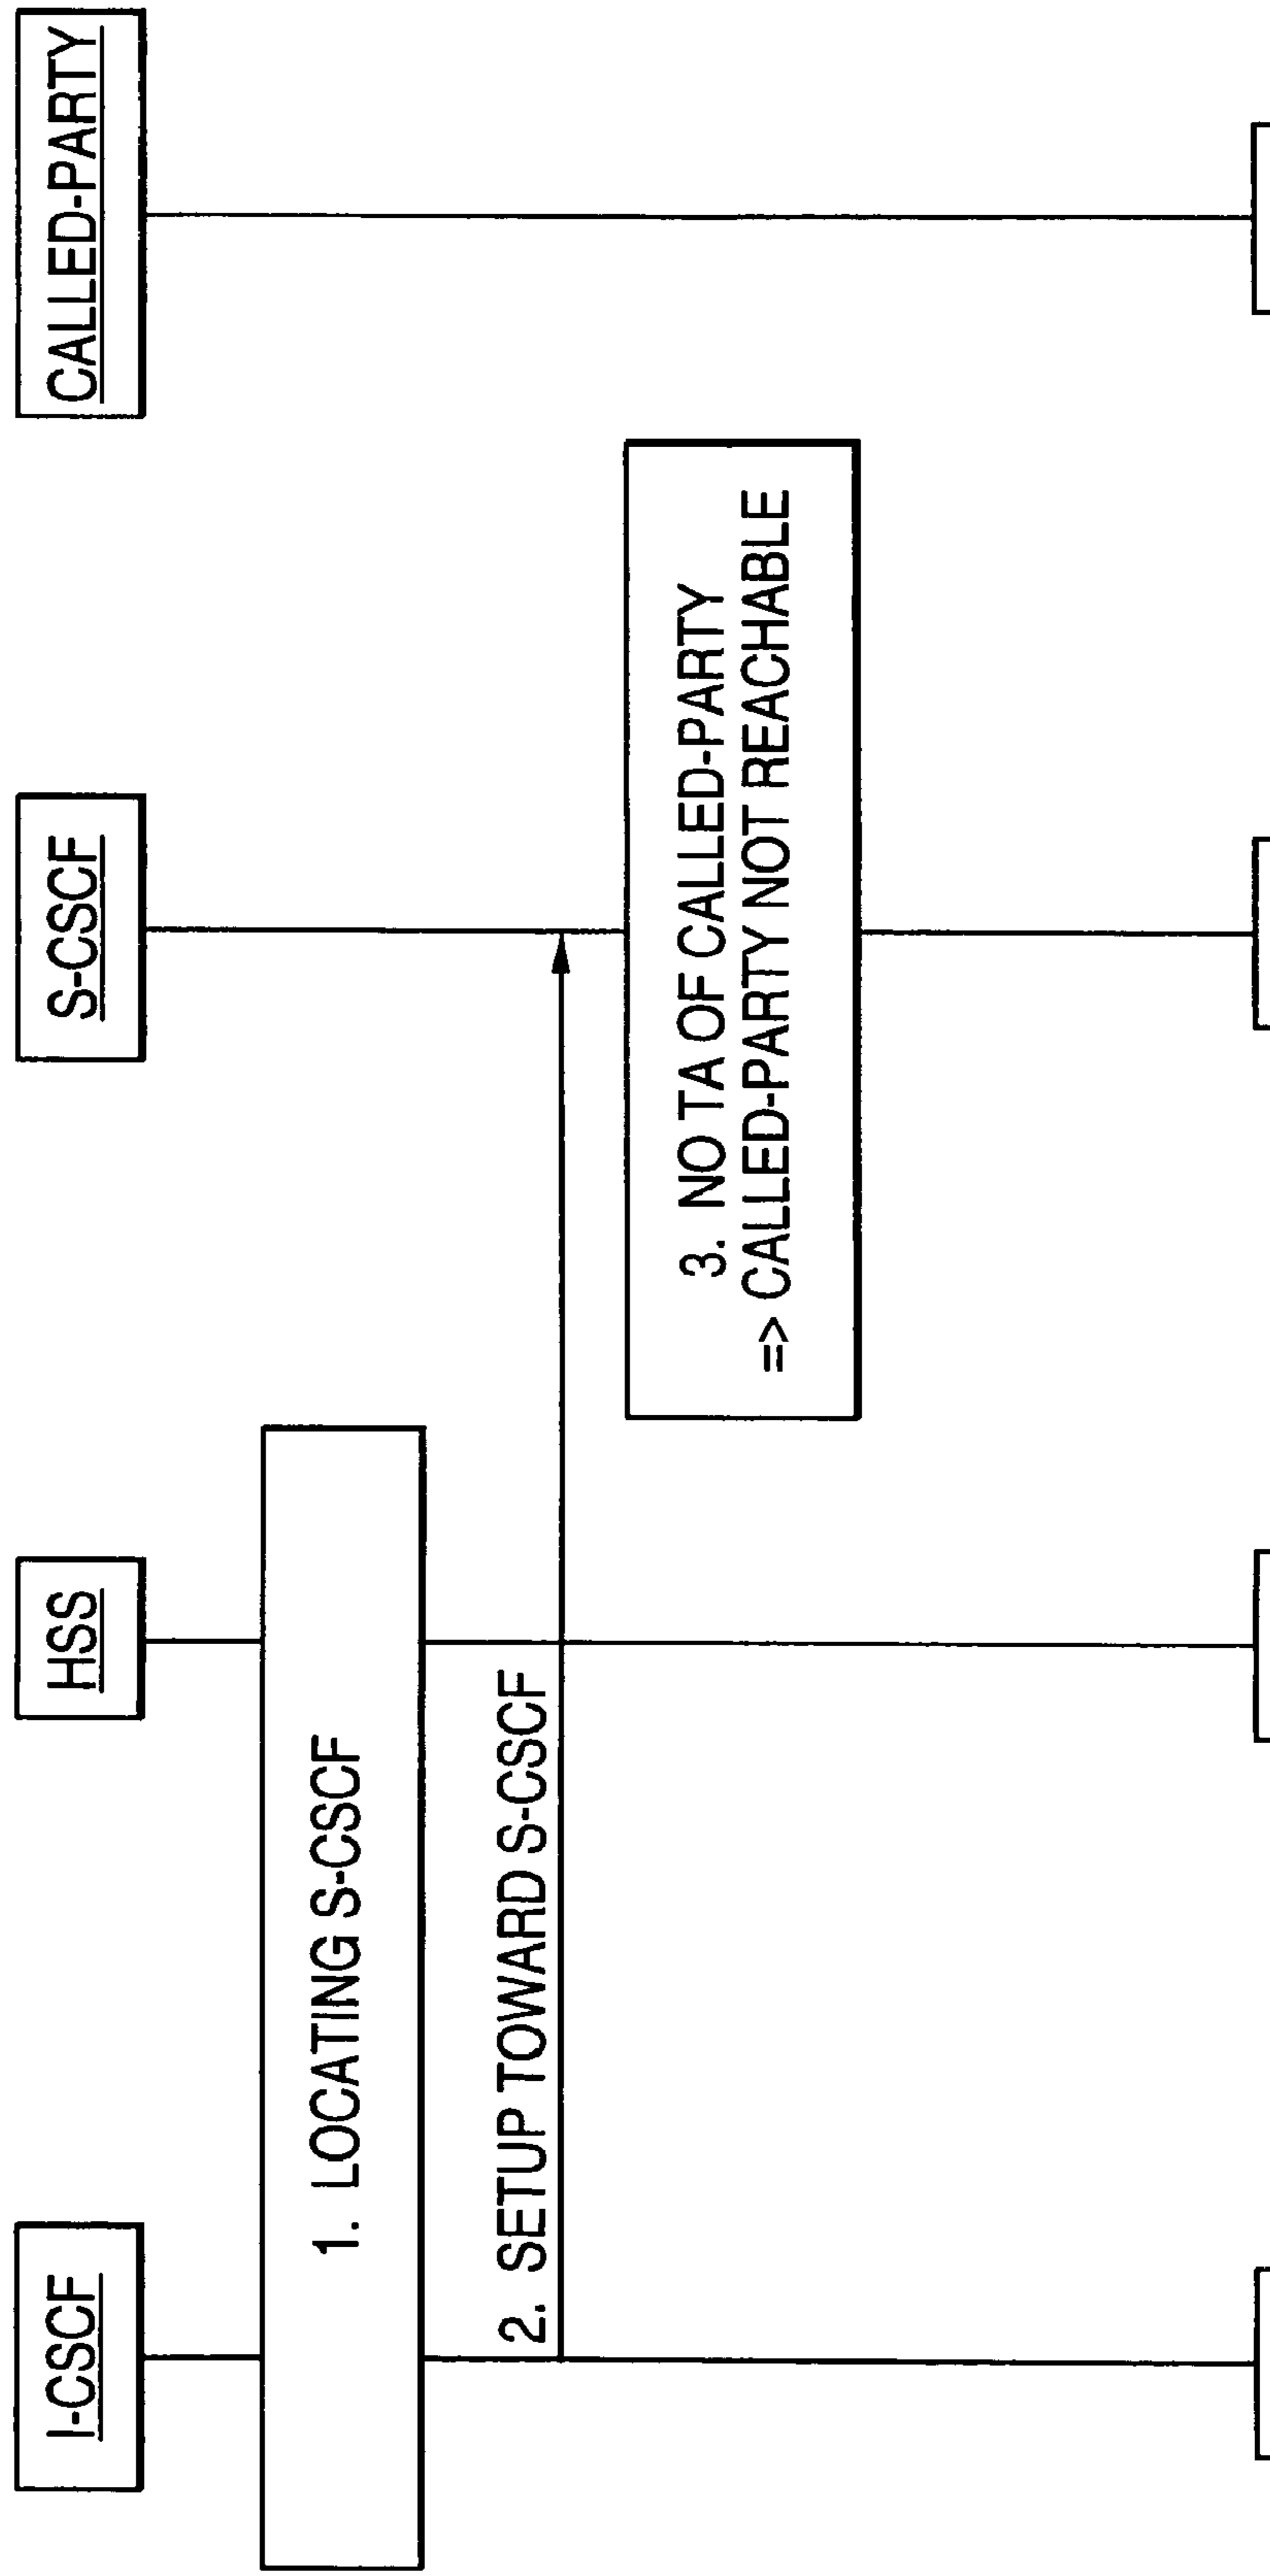 I-CSCF
HSS
S-CSCF
CALLED-PARTY
1. LOCATING S-CSCF
2. SETUP TOWARD S-CSCF
3. NO TA OF CALLED-PARTY
=> CALLED-PARTY NOT REACHABLE